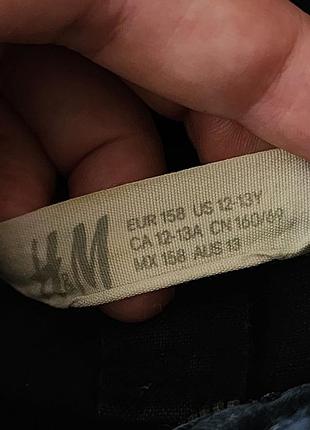 H&M
EUR 158 US 12-13Y
CA 12-13A CN 160/69
MX 158 AUS 13